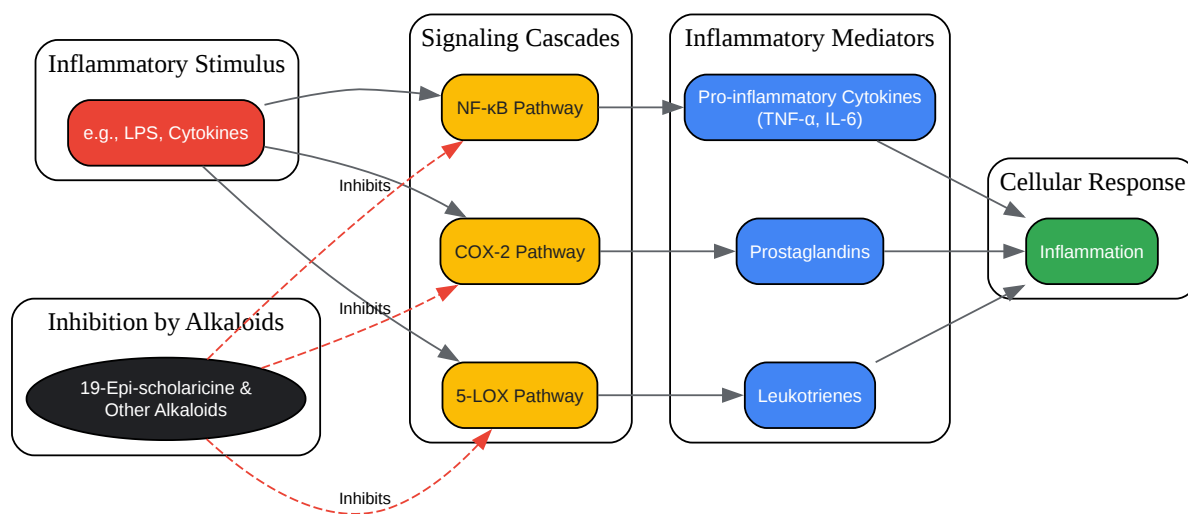 Inflammatory Stimulus
e.g., LPS, Cytokines
Inhibition by Alkaloids
19-Epi-scholaricine &
Other Alkaloids
Inhibits
Inhibits
Inhibits
Signaling Cascades
NF-κB Pathway
COX-2 Pathway
5-LOX Pathway
Inflammatory Mediators
Pro-inflammatory Cytokines
(TNF-α, IL-6)
Prostaglandins
Leukotrienes
Cellular Response
Inflammation